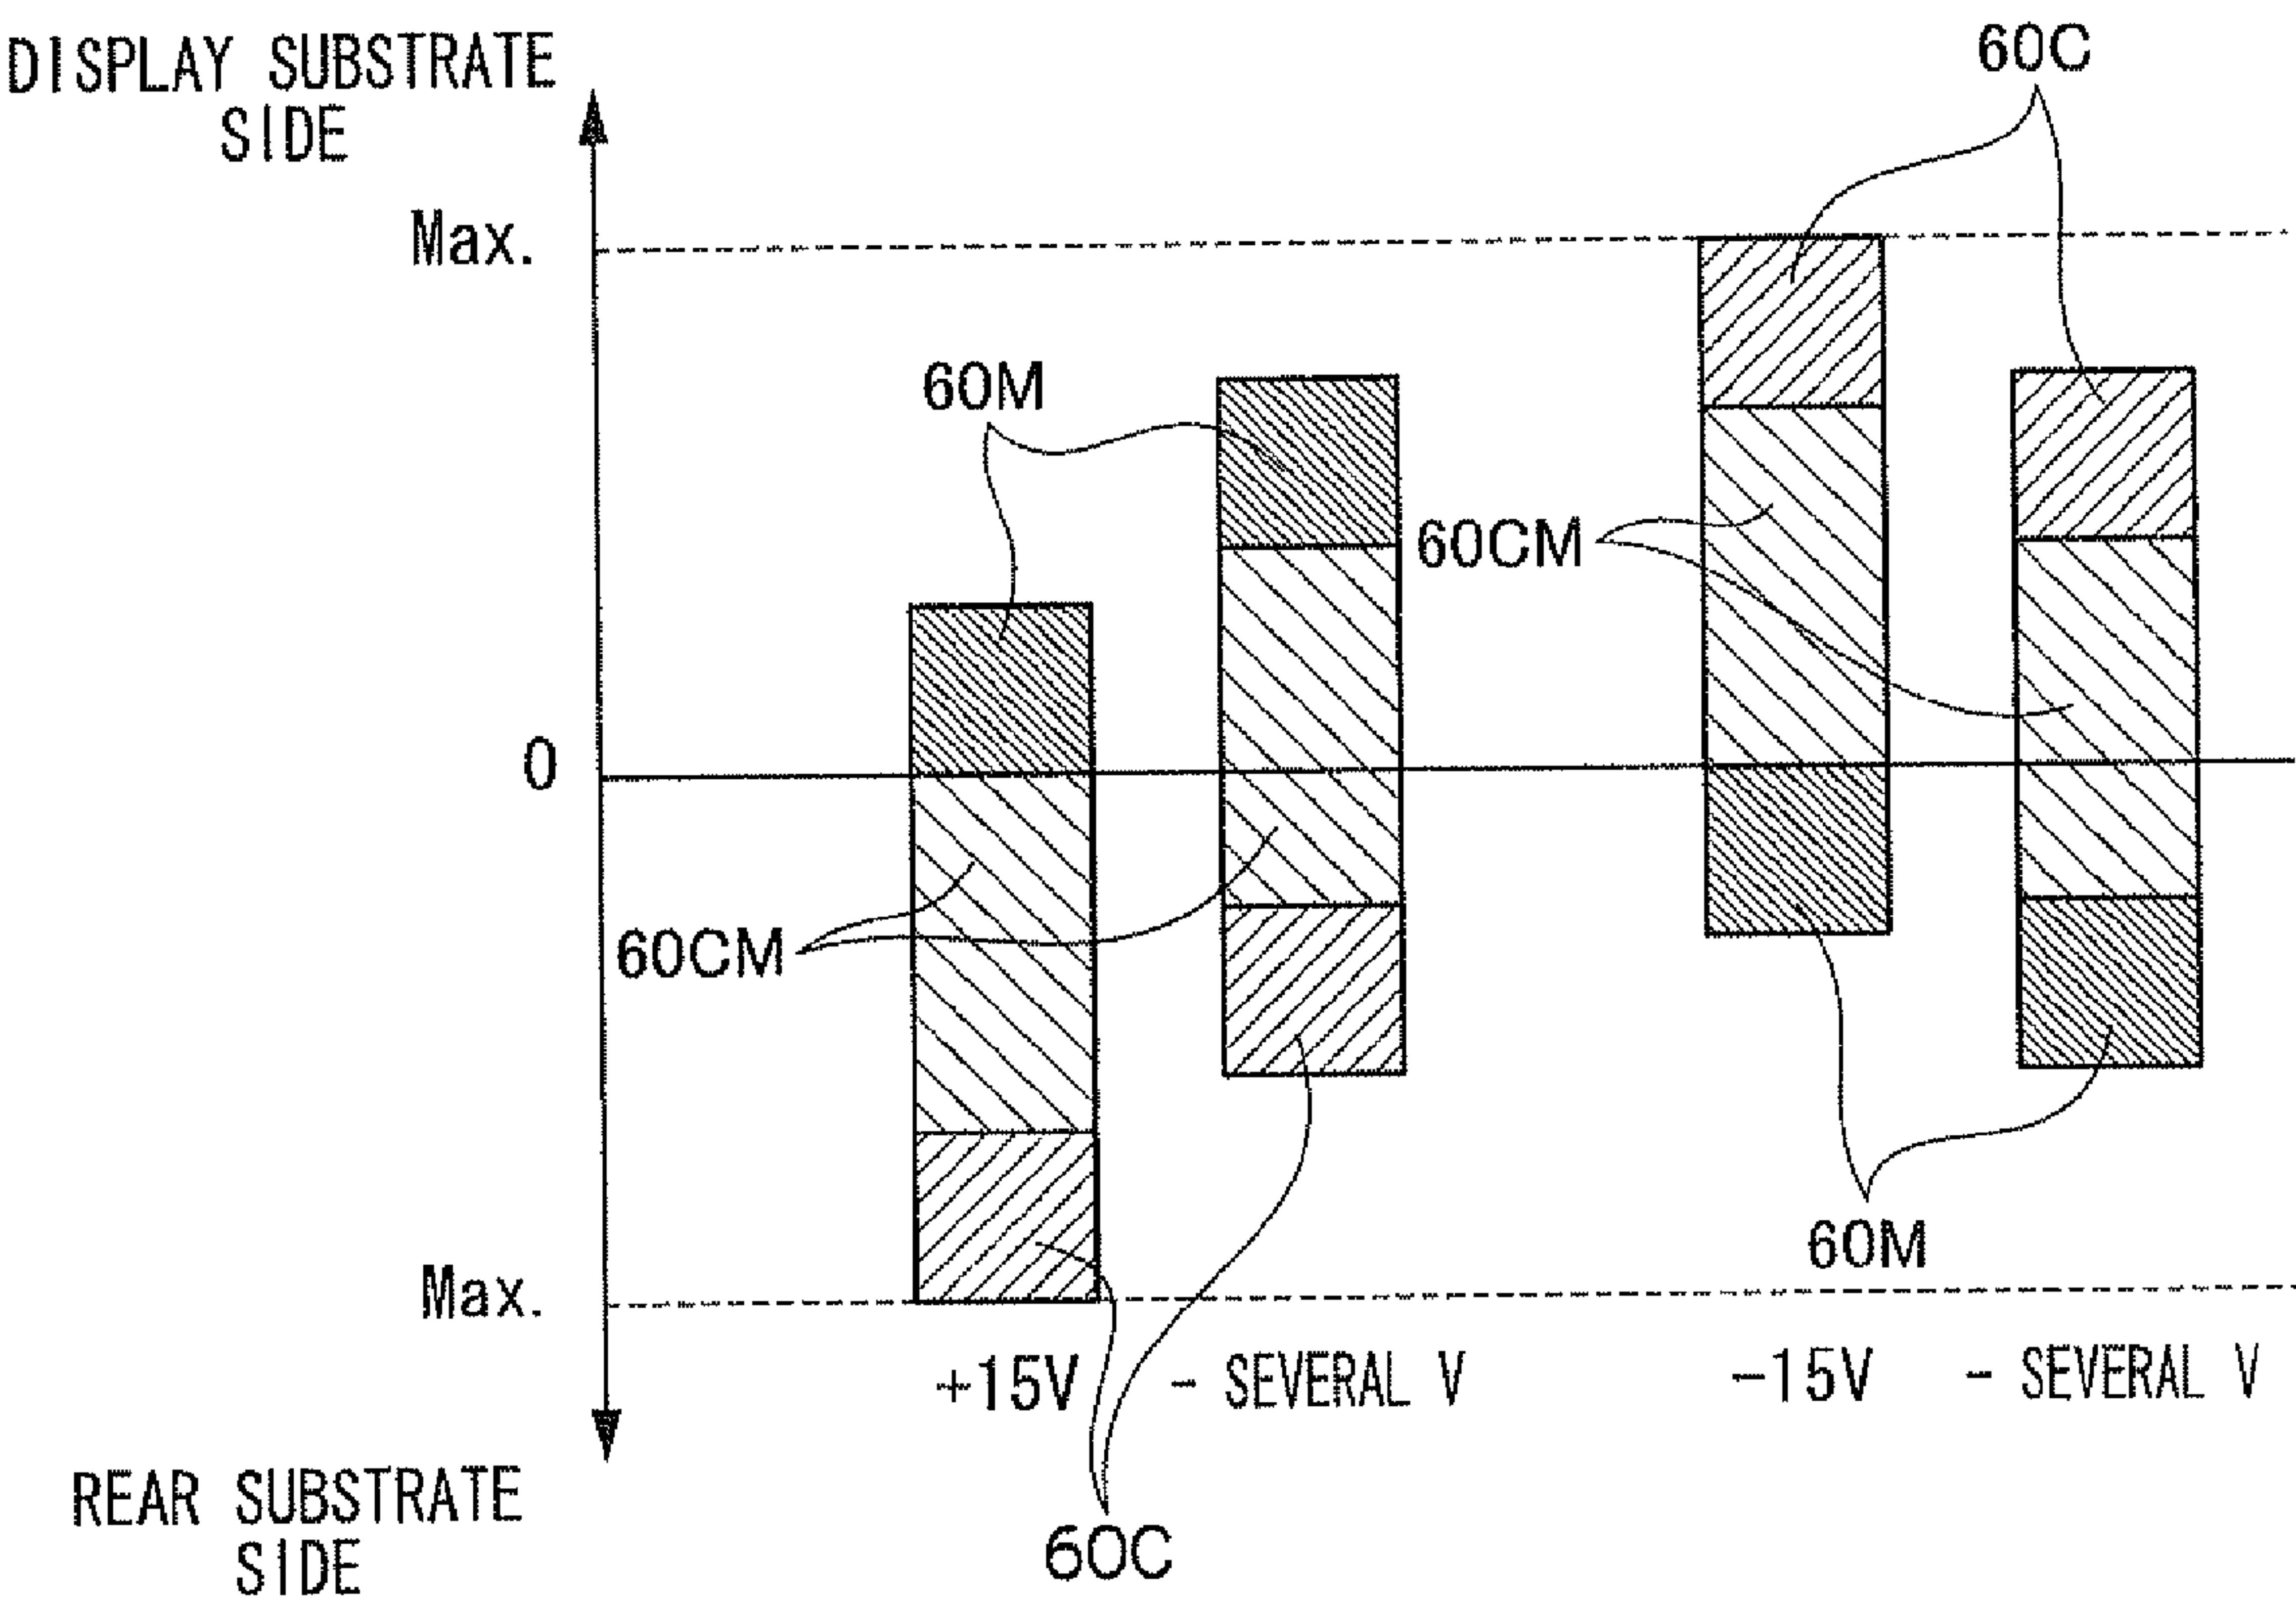 DISPLAY SUBSTRATE
SIDE
60C
Max.
60M
60CM
0
60CM
60M
Max.
+15V
- SEVERAL V
-15V
- SEVERAL V
REAR SUBSTRATE
SIDE
60C